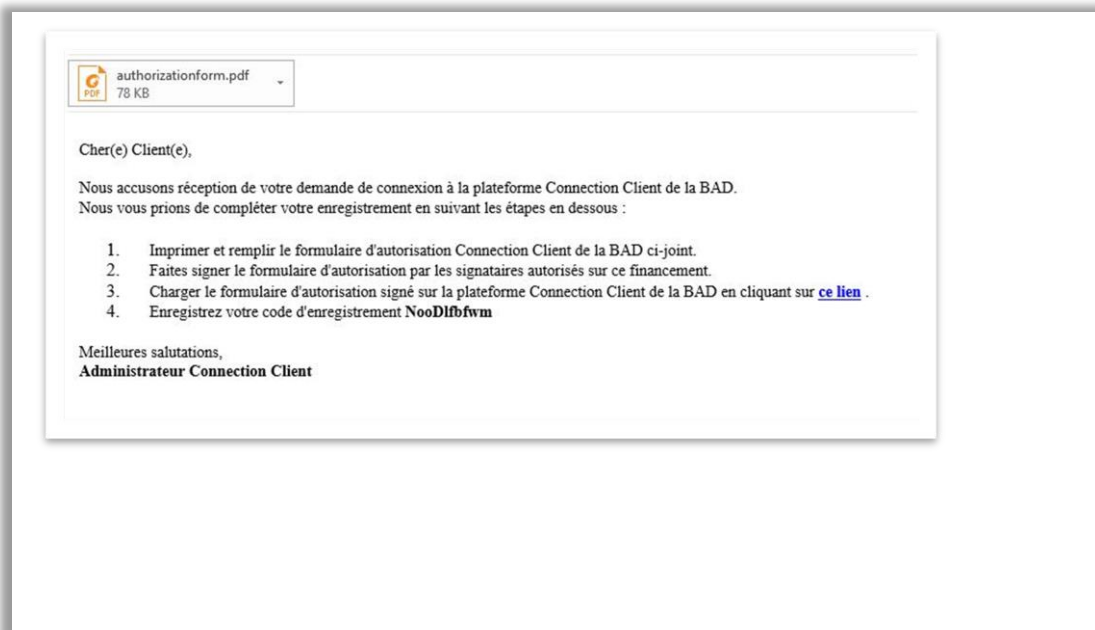 authorizationform.pdf
PDF
78 KB
Cher(e) Client(e),
Nous accusons réception de votre demande de connexion à la plateforme Connection Client de la BAD.
Nous vous prions de compléter votre enregistrement en suivant les étapes en dessous :
1. Imprimer et remplir le formulaire d'autorisation Connection Client de la BAD ci-joint.
2. Faites signer le formulaire d'autorisation par les signataires autorisés sur ce financement.
3. Charger le formulaire d'autorisation signé sur la plateforme Connection Client de la BAD en cliquant sur ce lien .
4. Enregistrez votre code d'enregistrement NooDlfbfwm
Meilleures salutations,
Administrateur Connection Client